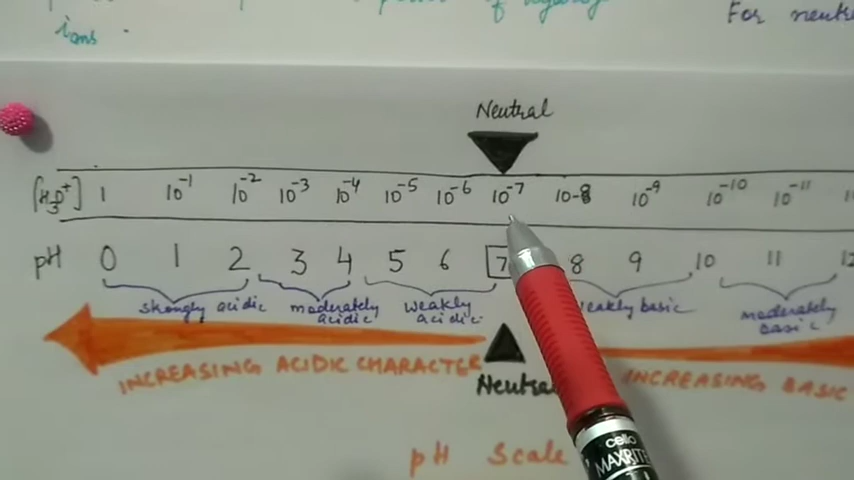 For neutr
ions .
Neutral
[H3O+] 1 10-1 10-2 10-3 10-4 10-5 10-6 10-7 10-8 10-9 10-10 10-11
pH 0 1 2 3 4 5 6 7 8 9 10 11 12
strongly acidic moderately acidic weakly acidic eakly basic moderately basic
INCREASING ACIDIC CHARACTER INCREASING BASIC
Neutra
pH Scale
cello
MAXRITE